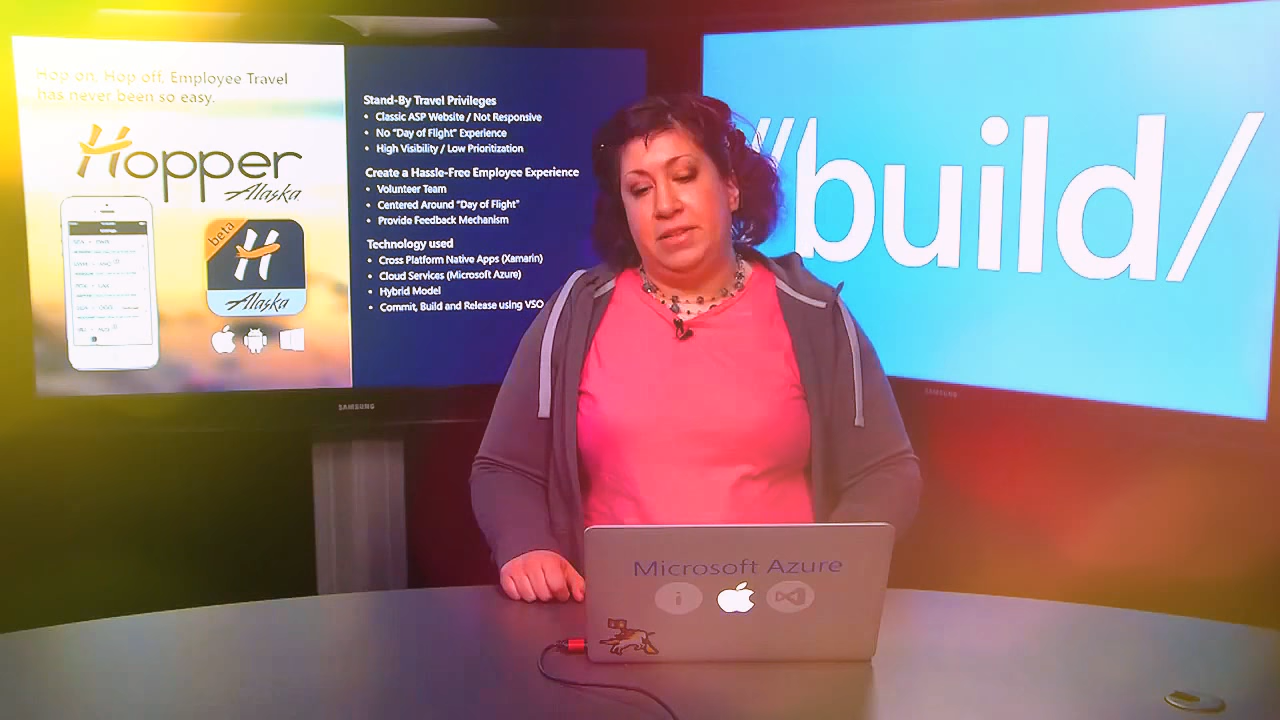 Hop on, Hop off, Employee Travel
has never been so easy.
Hopper
Alaska
beta
H
Alaska
Stand-By Travel Privileges
• Classic ASP Website / Not Responsive
• No "Day of Flight" Experience
• High Visibility / Low Prioritization
Create a Hassle-Free Employee Experience
• Volunteer Team
• Centered Around "Day of Flight"
• Provide Feedback Mechanism
Technology used
• Cross Platform Native Apps (Xamarin)
• Cloud Services (Microsoft Azure)
• Hybrid Model
• Commit, Build and Release using VSO
SAMSUNG
//build/
SAMSUNG
Microsoft Azure